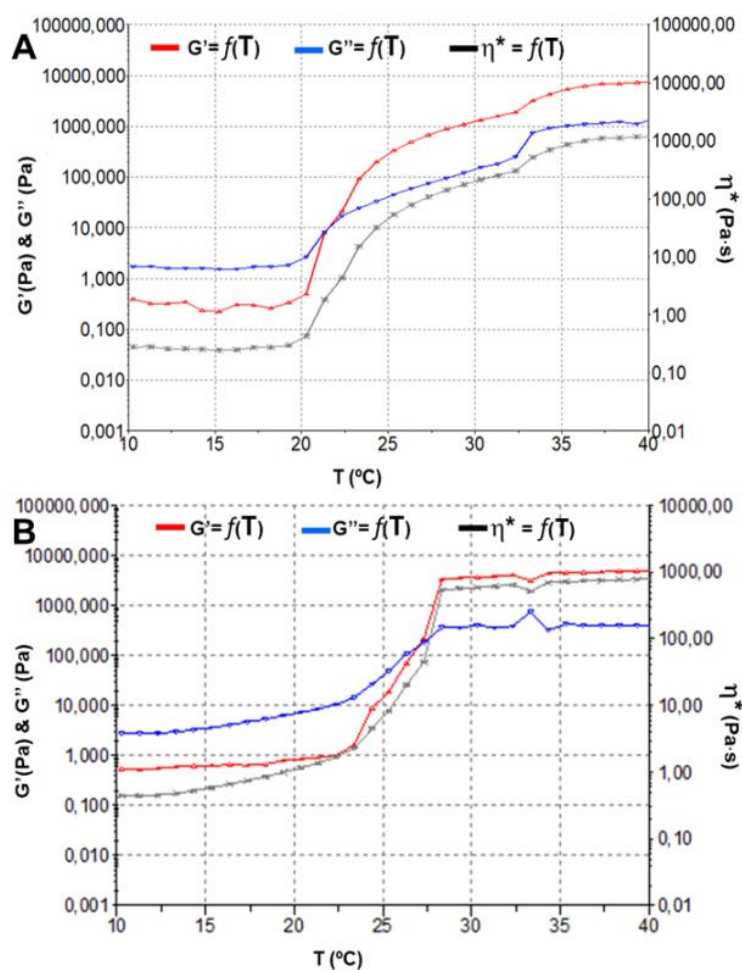 A
G'= f(T) G''= f(T) η* = f(T)
100000,000 100000,00
10000,000 10000,00
1000,000 1000,00
100,000 100,00
10,000 10,00
1,000 1,00
0,100 0,10
0,010
0,001 0,01
G'(Pa) & G'' (Pa)
η* (Pa·s)
10 15 20 25 30 35 40
T (ºC)
B
G'= f(T) G''= f(T) η* = f(T)
100000,000 10000,00
10000,000 1000,00
1000,000
100,000 100,00
10,000 10,00
1,000 1,00
0,100 0,10
0,010
0,001 0,01
G'(Pa) & G'' (Pa)
η* (Pa·s)
10 15 20 25 30 35 40
T (ºC)